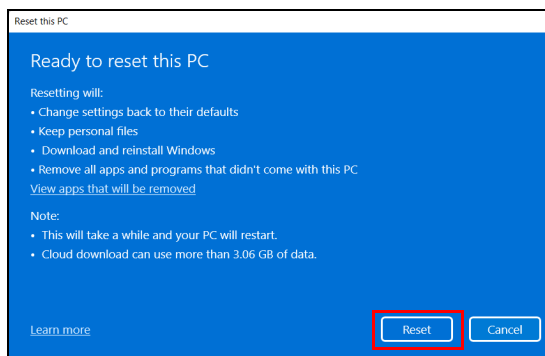 Reset this PC
Ready to reset this PC
Resetting will:
• Change settings back to their defaults
• Keep personal files
• Download and reinstall Windows
• Remove all apps and programs that didn't come with this PC
View apps that will be removed
Note:
• This will take a while and your PC will restart.
• Cloud download can use more than 3.06 GB of data.
Learn more
Reset
Cancel